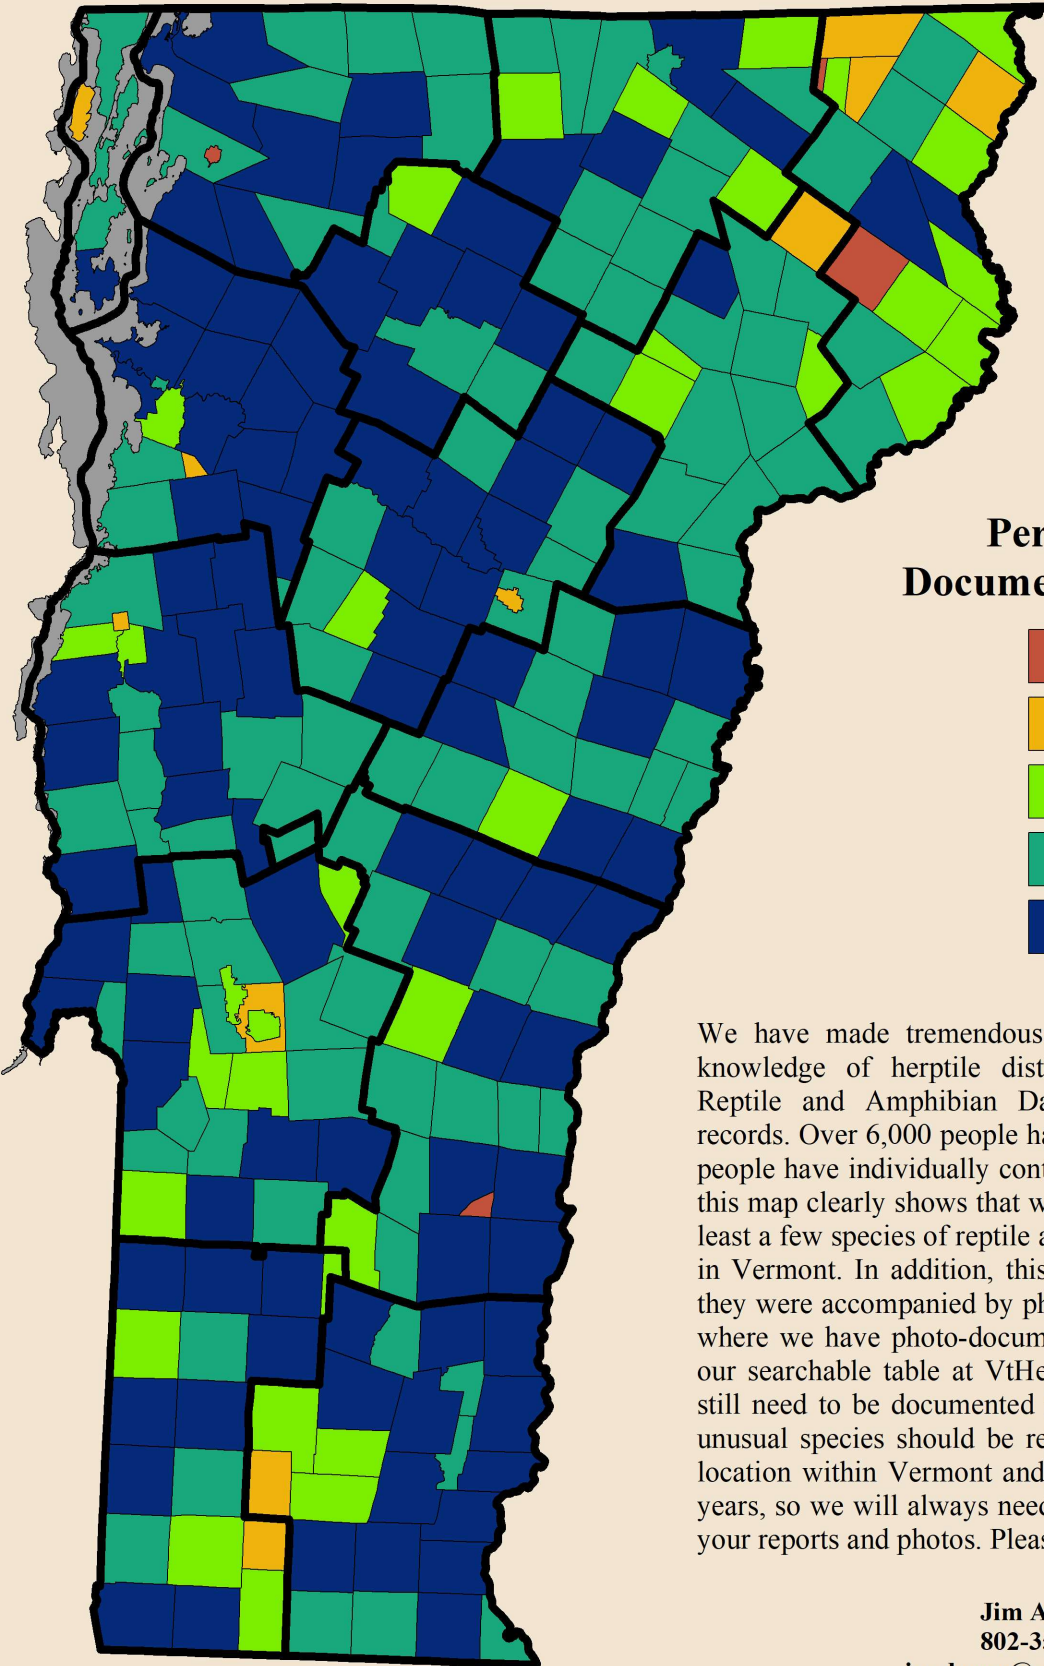 Per
Docume
We have made tremendous
knowledge of herptile dist
Reptile and Amphibian Da
records. Over 6,000 people ha
people have individually cont
this map clearly shows that w
least a few species of reptile a
in Vermont. In addition, this
they were accompanied by ph
where we have photo-docum
our searchable table at VtHe
still need to be documented
unusual species should be re
location within Vermont and
years, so we will always need
your reports and photos. Pleas
Jim A
802-3